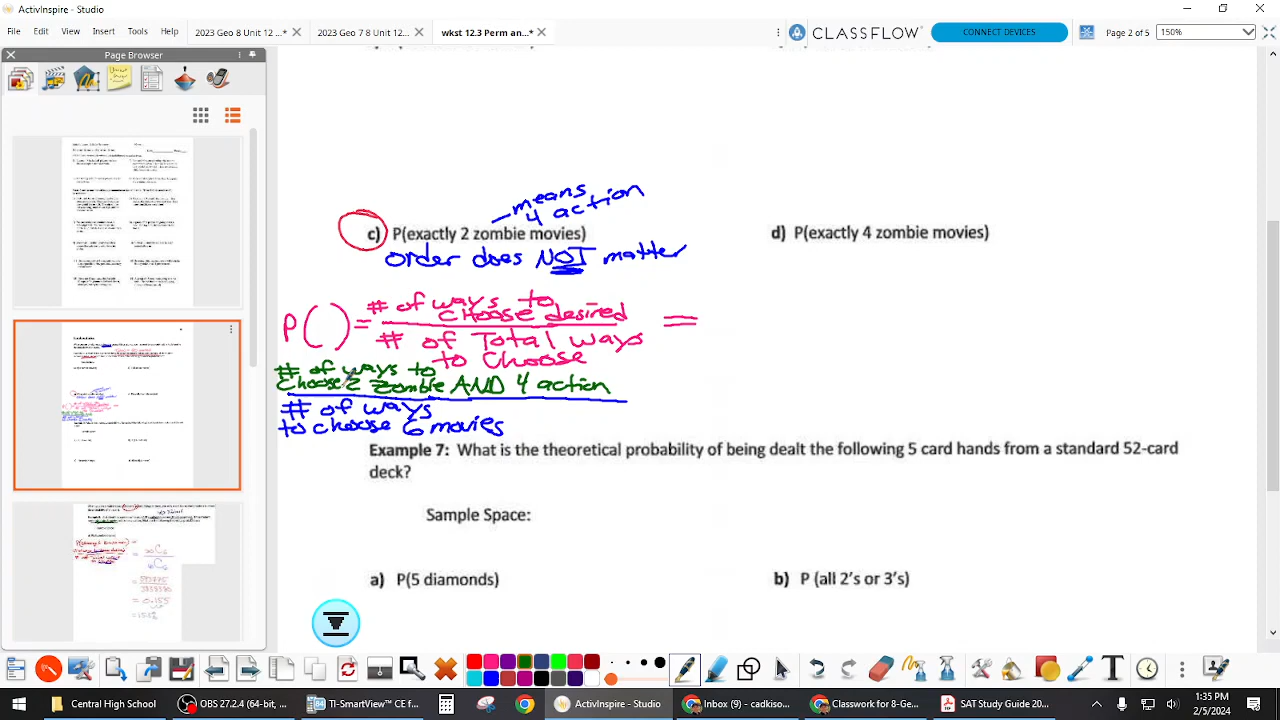 ActivInspire - Studio
File Edit View Insert Tools Help
2023 Geo 8 Unit 12 ...*
2023 Geo 7 8 Unit 12...
wkst 12.3 Perm an...*
CLASSFLOW
CONNECT DEVICES
Page 2 of 5
150%
Page Browser
means
4 action
c) P(exactly 2 zombie movies)
d) P(exactly 4 zombie movies)
order does NOT matter
P( ) = # of ways to choose desired =
# of Total ways
to choose
# of ways to
choose 2 zombie AND 4 action
# of ways
to choose 6 movies
Example 7: What is the theoretical probability of being dealt the following 5 card hands from a standard 52-card
deck?
Sample Space:
a) P(5 diamonds)
b) P (all 2's or 3's)
Central High School
OBS 27.2.4 (64-bit, ...
TI-SmartView™ CE F...
ActivInspire - Studio
Inbox (9) - cadkiso...
Classwork for 8-Ge...
SAT Study Guide 20...
1:35 PM
2/5/2024